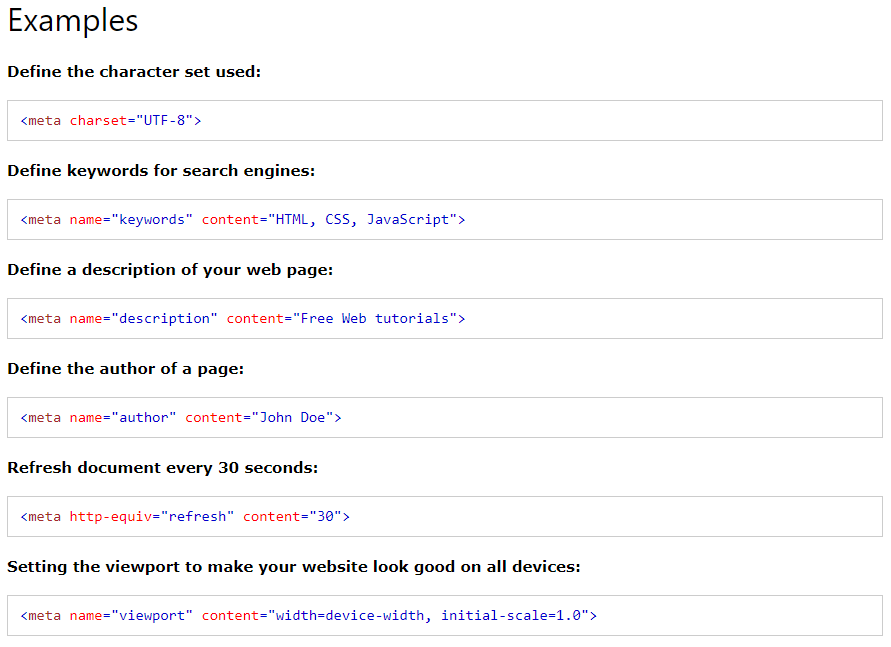 Examples
Define the character set used:
<meta charset="UTF-8">
Define keywords for search engines:
<meta name="keywords" content="HTML, CSS, JavaScript">
Define a description of your web page:
<meta name="description" content="Free Web tutorials">
Define the author of a page:
<meta name="author" content="John Doe">
Refresh document every 30 seconds:
<meta http-equiv="refresh" content="30">
Setting the viewport to make your website look good on all devices:
<meta name="viewport" content="width=device-width, initial-scale=1.0">